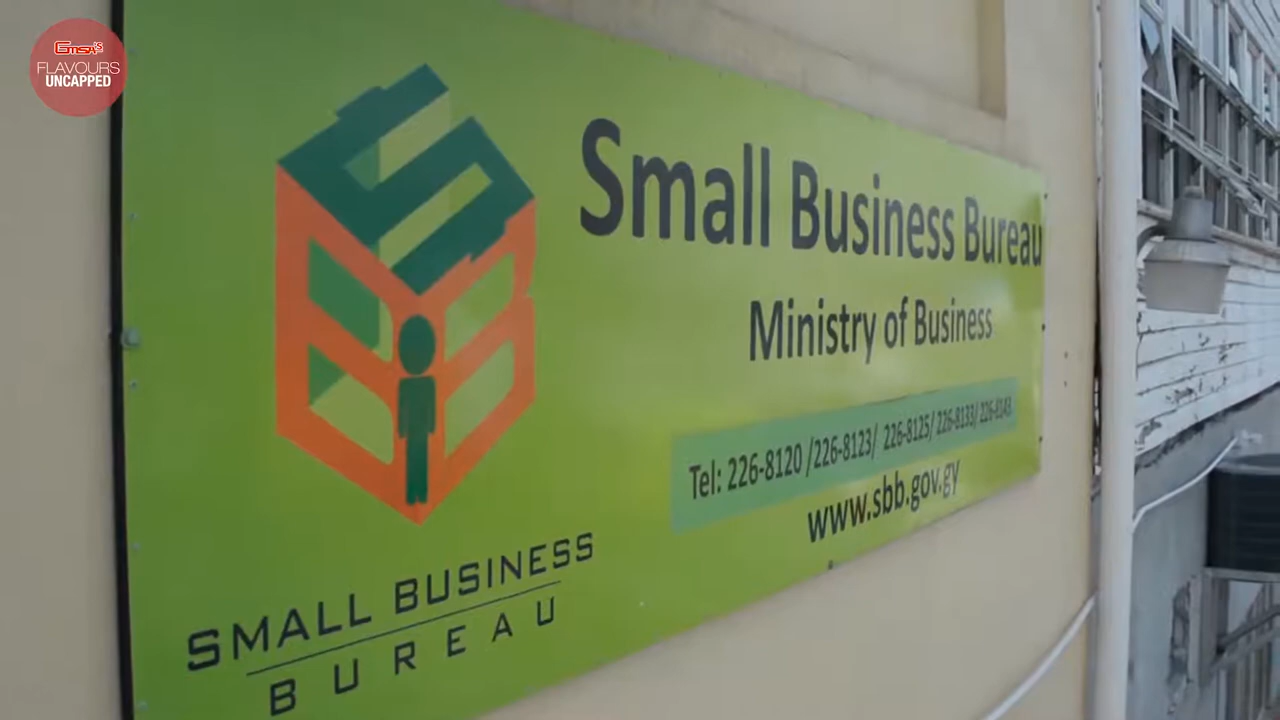 GMSA'S
FLAVOURS
UNCAPPED
Small Business Bureau
Ministry of Business
Tel: 226-8120 /226-8123/ 226-8125/ 226-8133/ 226-8143
www.sbb.gov.gy
SMALL BUSINESS
BUREAU